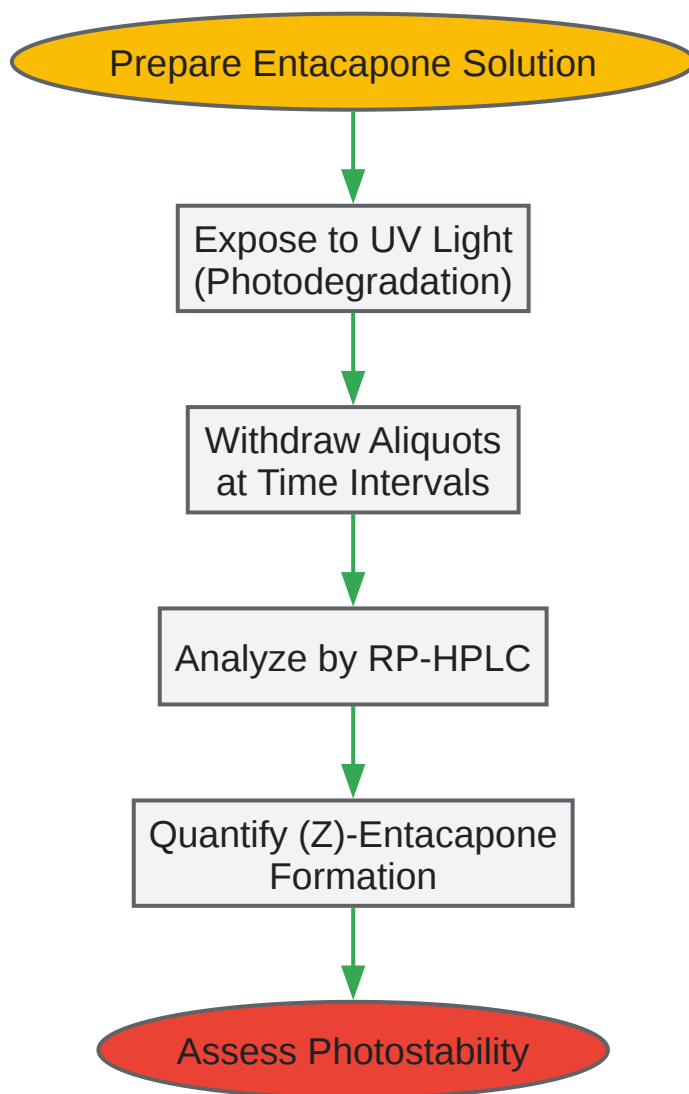 Prepare Entacapone Solution
Expose to UV Light
(Photodegradation)
Withdraw Aliquots
at Time Intervals
Analyze by RP-HPLC
Quantify (Z)-Entacapone
Formation
Assess Photostability